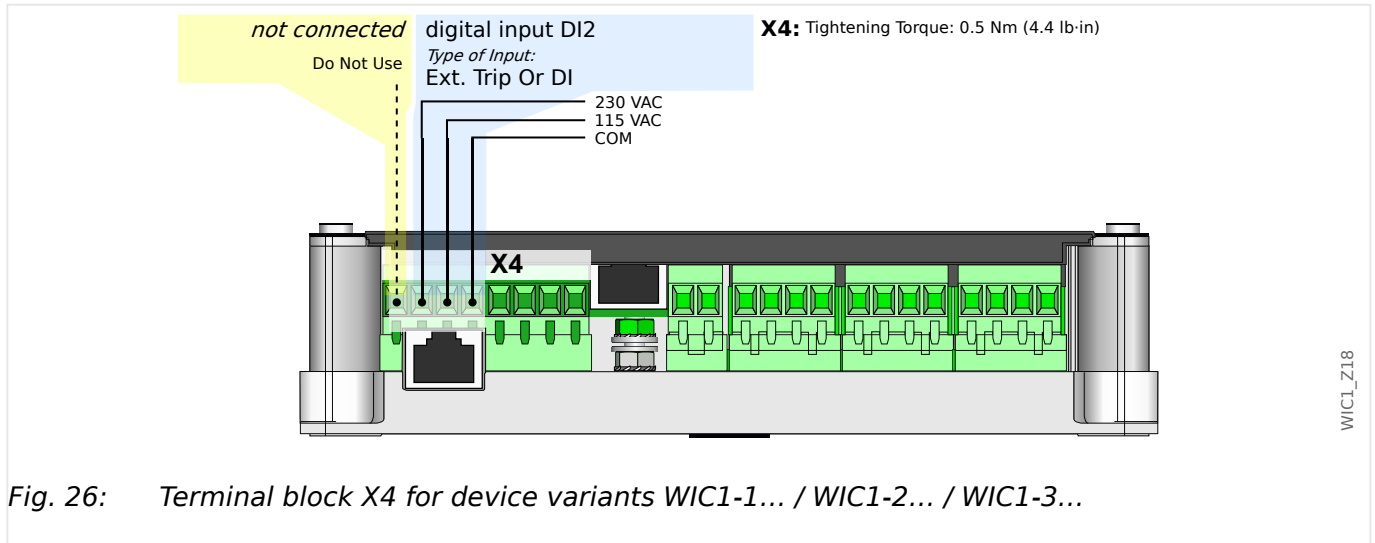 not connected
Do Not Use
digital input DI2
Type of Input:
Ext. Trip Or DI
230 VAC
115 VAC
COM
X4: Tightening Torque: 0.5 Nm (4.4 lb·in)
X4
WIC1_Z18
Fig. 26: Terminal block X4 for device variants WIC1-1… / WIC1-2… / WIC1-3…